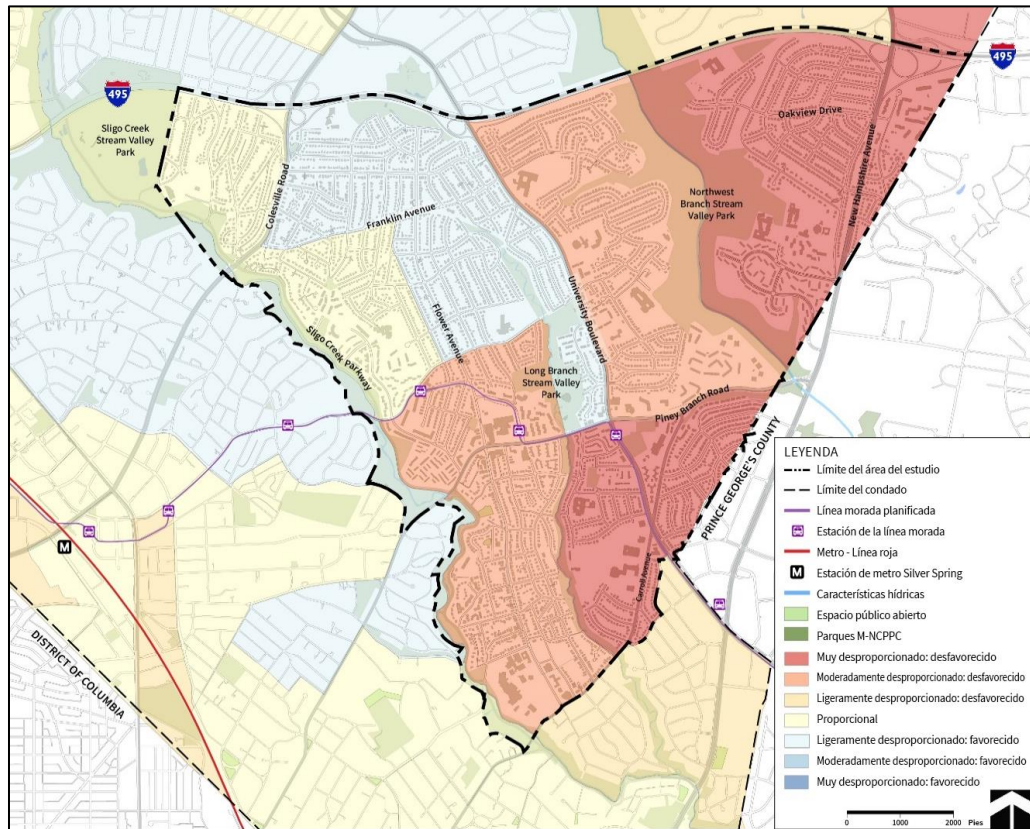 495
495
Sligo Creek
Stream Valley
Park
Colesville Road
Franklin Avenue
Oakview Drive
New Hampshire Avenue
Northwest
Branch Stream
Valley Park
University Boulevard
Flower Avenue
Sligo Creek Parkway
Long Branch
Stream Valley
Park
Piney Branch Road
Carroll Avenue
PRINCE GEORGE'S COUNTY
DISTRICT OF COLUMBIA
M
LEYENDA
Límite del área del estudio
Límite del condado
Línea morada planificada
Estación de la línea morada
Metro - Línea roja
M Estación de metro Silver Spring
Características hídricas
Espacio público abierto
Parques M-NCPPC
Muy desproporcionado: desfavorecido
Moderadamente desproporcionado: desfavorecido
Ligeramente desproporcionado: desfavorecido
Proporcional
Ligeramente desproporcionado: favorecido
Moderadamente desproporcionado: favorecido
Muy desproporcionado: favorecido
0 1000 2000 Pies